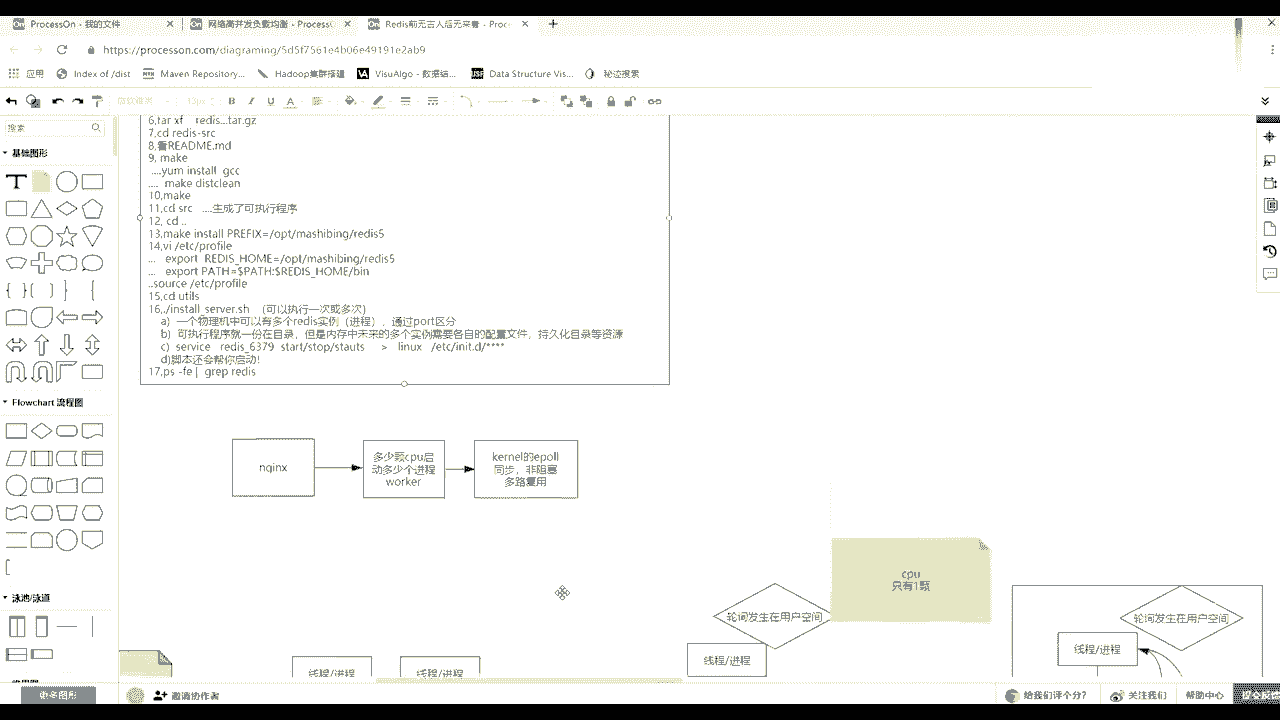 ProcessOn - 我的文件
网络高并发负载均衡 - Process
Redis前无古人后无来者 - Pro
https://processon.com/diagraming/5d5f7561e4b06e49191e2ab9
应用
Index of /dist
Maven Repository...
Hadoop集群搭建
VisuAlgo - 数据结...
Data Structure Vis...
秘迹搜索
13px
B
I
U
A
搜索
基础图形
T
Flowchart 流程图
泳池/泳道
更多图形
6,tar xf redis...tar.gz
7,cd redis-src
8,看README.md
9, make
....yum install gcc
.... make distclean
10,make
11,cd src ....生成了可执行程序
12, cd ..
13,make install PREFIX=/opt/mashibing/redis5
14,vi /etc/profile
... export REDIS_HOME=/opt/mashibing/redis5
... export PATH=$PATH:$REDIS_HOME/bin
..source /etc/profile
15,cd utils
16,./install_server.sh （可以执行一次或多次）
a) 一个物理机中可以有多个redis实例（进程），通过port区分
b) 可执行程序就一份在目录，但是内存中未来的多个实例需要各自的配置文件，持久化目录等资源
c) service redis_6379 start/stop/stauts > linux /etc/init.d/****
d)脚本还会帮你启动！
17,ps -fe | grep redis
nginx
多少颗cpu启
动多少个进程
worker
kernel的epoll
同步，非阻塞
多路复用
cpu
只有1颗
轮询发生在用户空间
线程/进程
轮询发生在用户空间
线程/进程
线程/进程
线程/进程
邀请协作者
给我们评个分？
关注我们
帮助中心